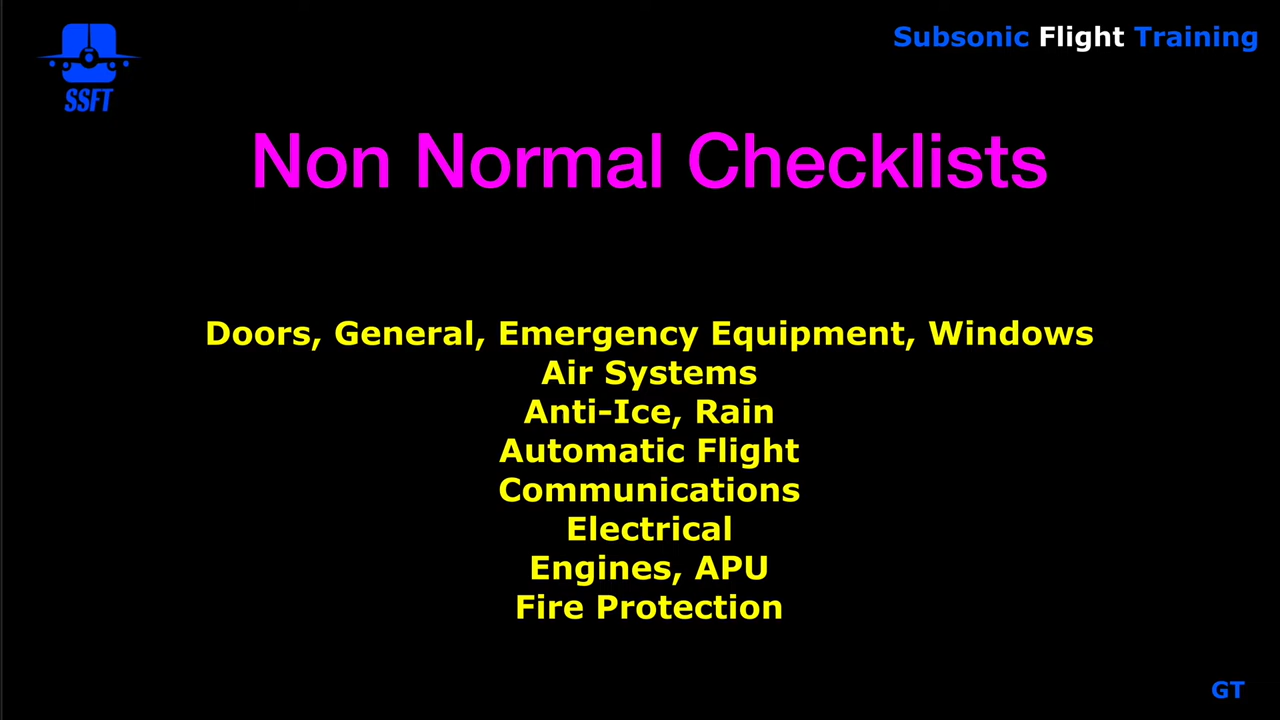 SSFT
Subsonic Flight Training
Non Normal Checklists
Doors, General, Emergency Equipment, Windows
Air Systems
Anti-Ice, Rain
Automatic Flight
Communications
Electrical
Engines, APU
Fire Protection
GT